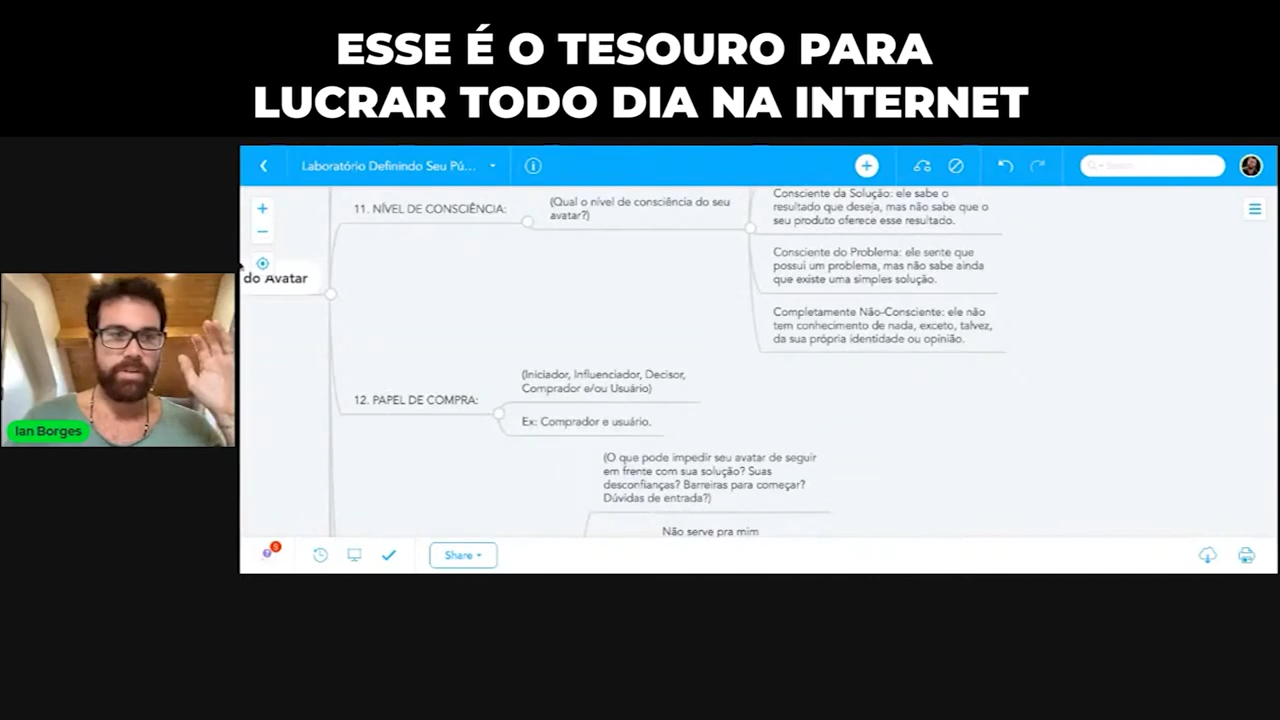 ESSE É O TESOURO PARA
LUCRAR TODO DIA NA INTERNET
Laboratório Definindo Seu Pú...
Search
11. NÍVEL DE CONSCIÊNCIA:
(Qual o nível de consciência do seu
avatar?)
Consciente da Solução: ele sabe o
resultado que deseja, mas não sabe que o
seu produto oferece esse resultado.
Consciente do Problema: ele sente que
possui um problema, mas não sabe ainda
que existe uma simples solução.
Completamente Não-Consciente: ele não
tem conhecimento de nada, exceto, talvez,
da sua própria identidade ou opinião.
do Avatar
12. PAPEL DE COMPRA:
(Iniciador, Influenciador, Decisor,
Comprador e/ou Usuário)
Ex: Comprador e usuário.
(O que pode impedir seu avatar de seguir
em frente com sua solução? Suas
desconfianças? Barreiras para começar?
Dúvidas de entrada?)
Não serve pra mim
Ian Borges
Share